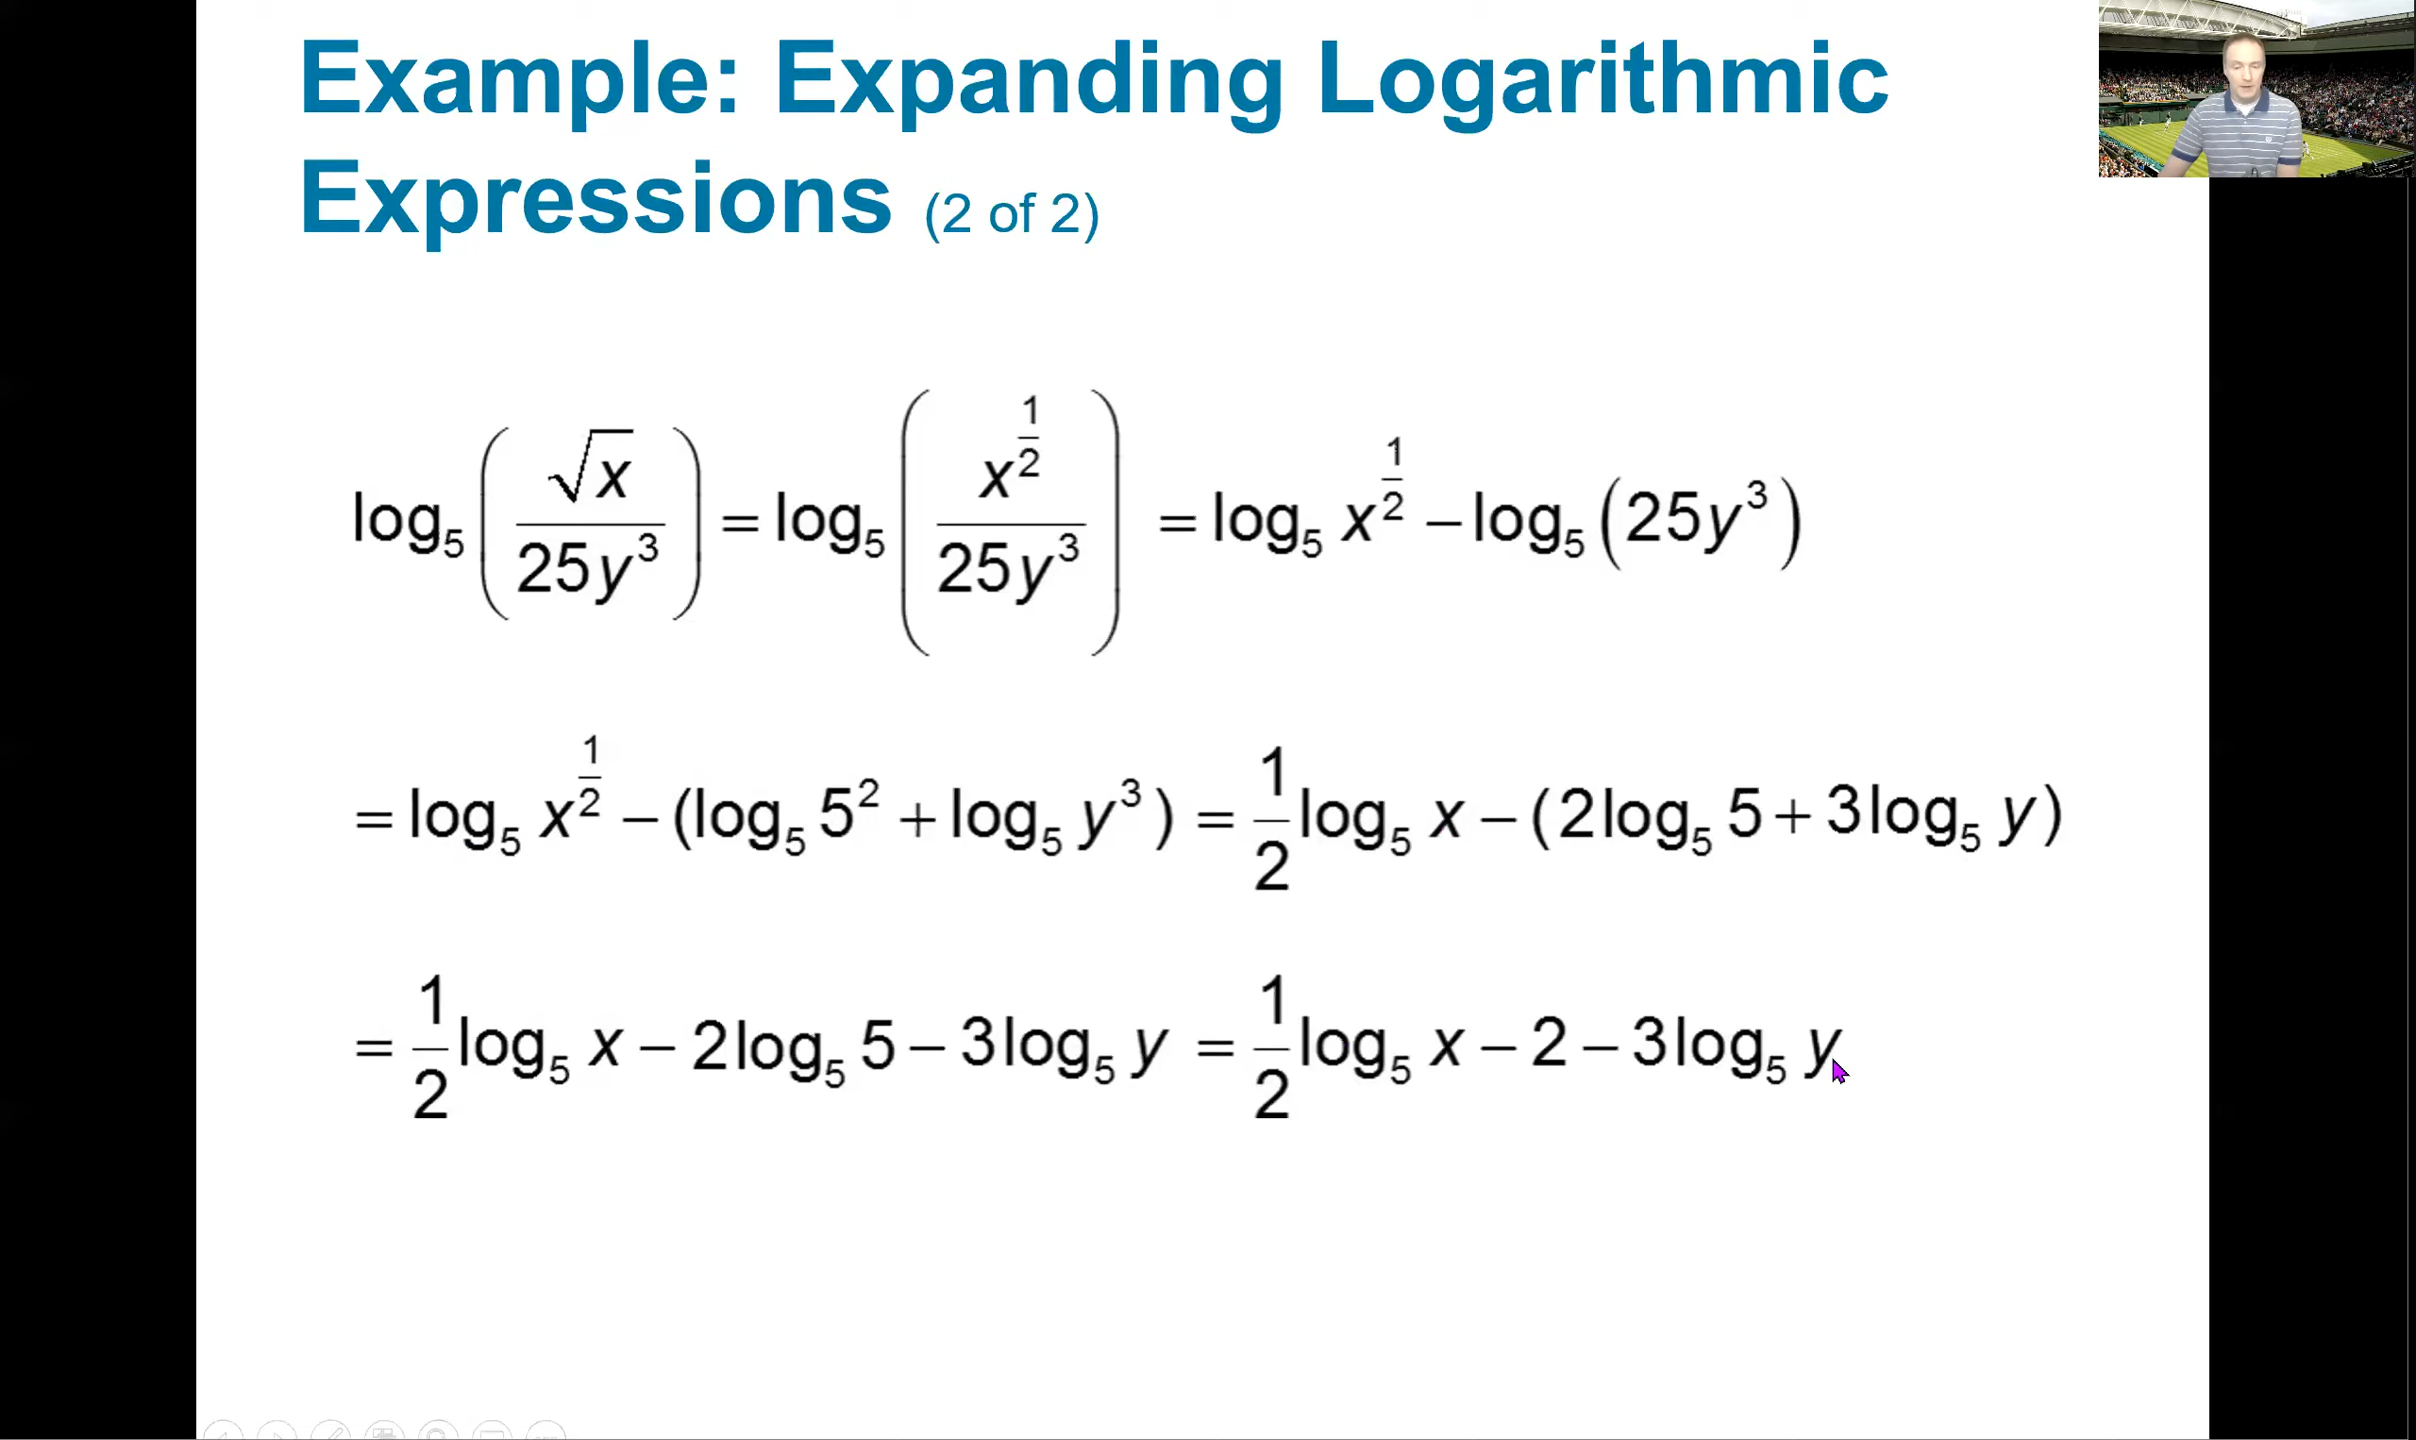 Example: Expanding Logarithmic
Expressions (2 of 2)
log₅(√x / 25y³) = log₅(x^(1/2) / 25y³) = log₅ x^(1/2) − log₅(25y³)
= log₅ x^(1/2) − (log₅ 5² + log₅ y³) = 1/2 log₅ x − (2log₅ 5 + 3log₅ y)
= 1/2 log₅ x − 2log₅ 5 − 3log₅ y = 1/2 log₅ x − 2 − 3log₅ y